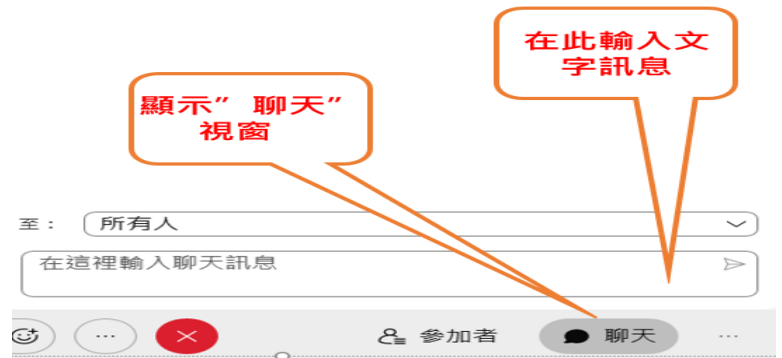 在此輸入文
字訊息
顯示”聊天”
視窗
至：
所有人
在這裡輸入聊天訊息
參加者
聊天